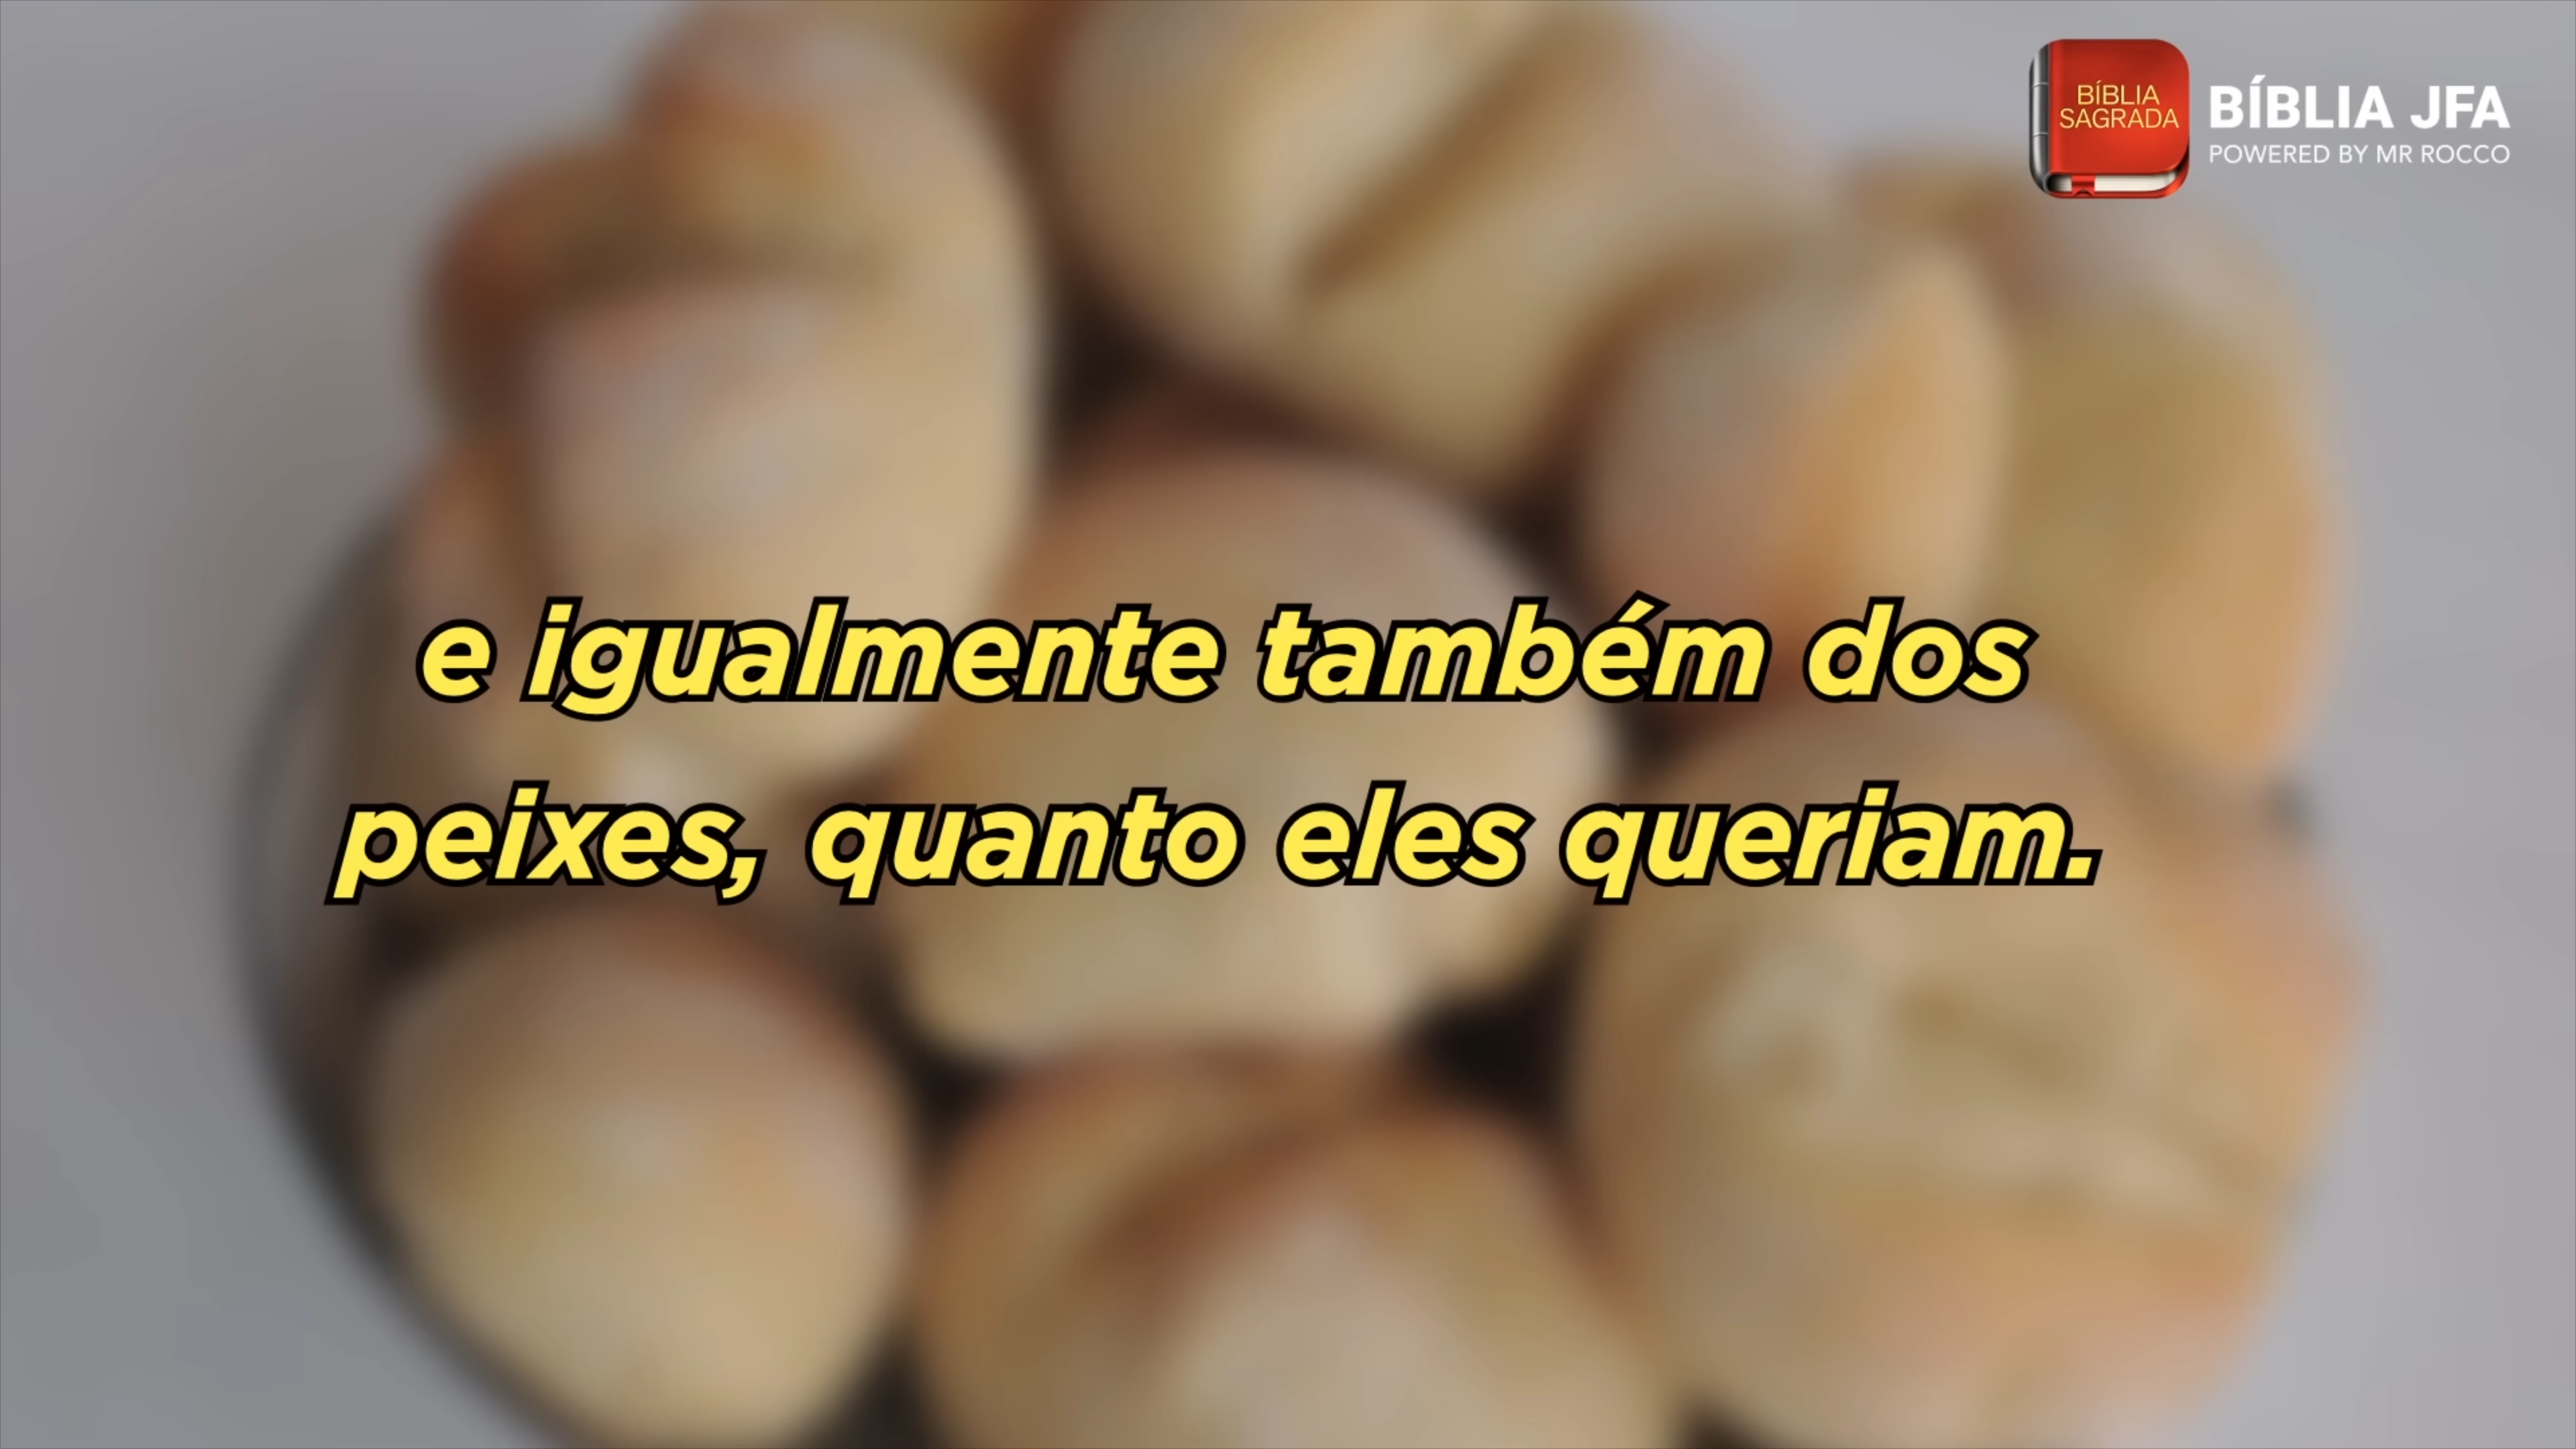 BÍBLIA
SAGRADA
BÍBLIA JFA
POWERED BY MR ROCCO
e igualmente também dos
peixes, quanto eles queriam.